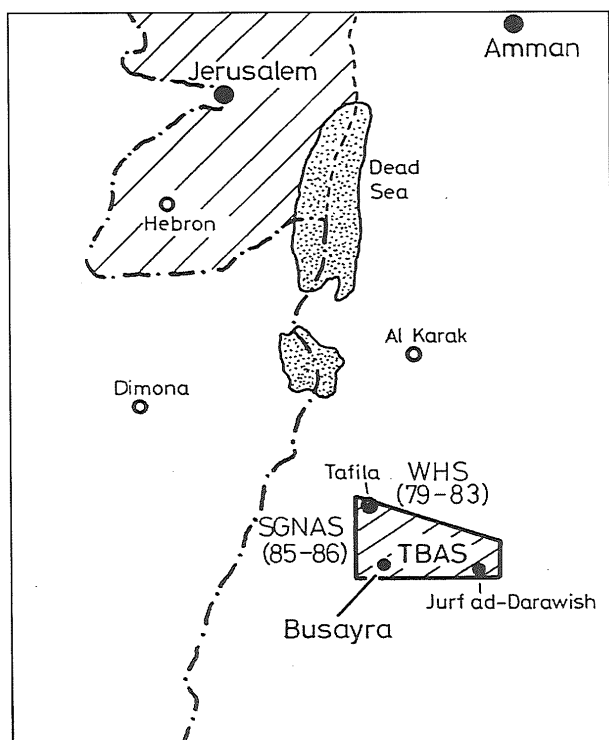 Amman
Jerusalem
Dead
Sea
Hebron
Al Karak
Dimona
Tafila
WHS
(79-83)
SGNAS
(85-86)
TBAS
Jurf ad-Darawish
Busayra